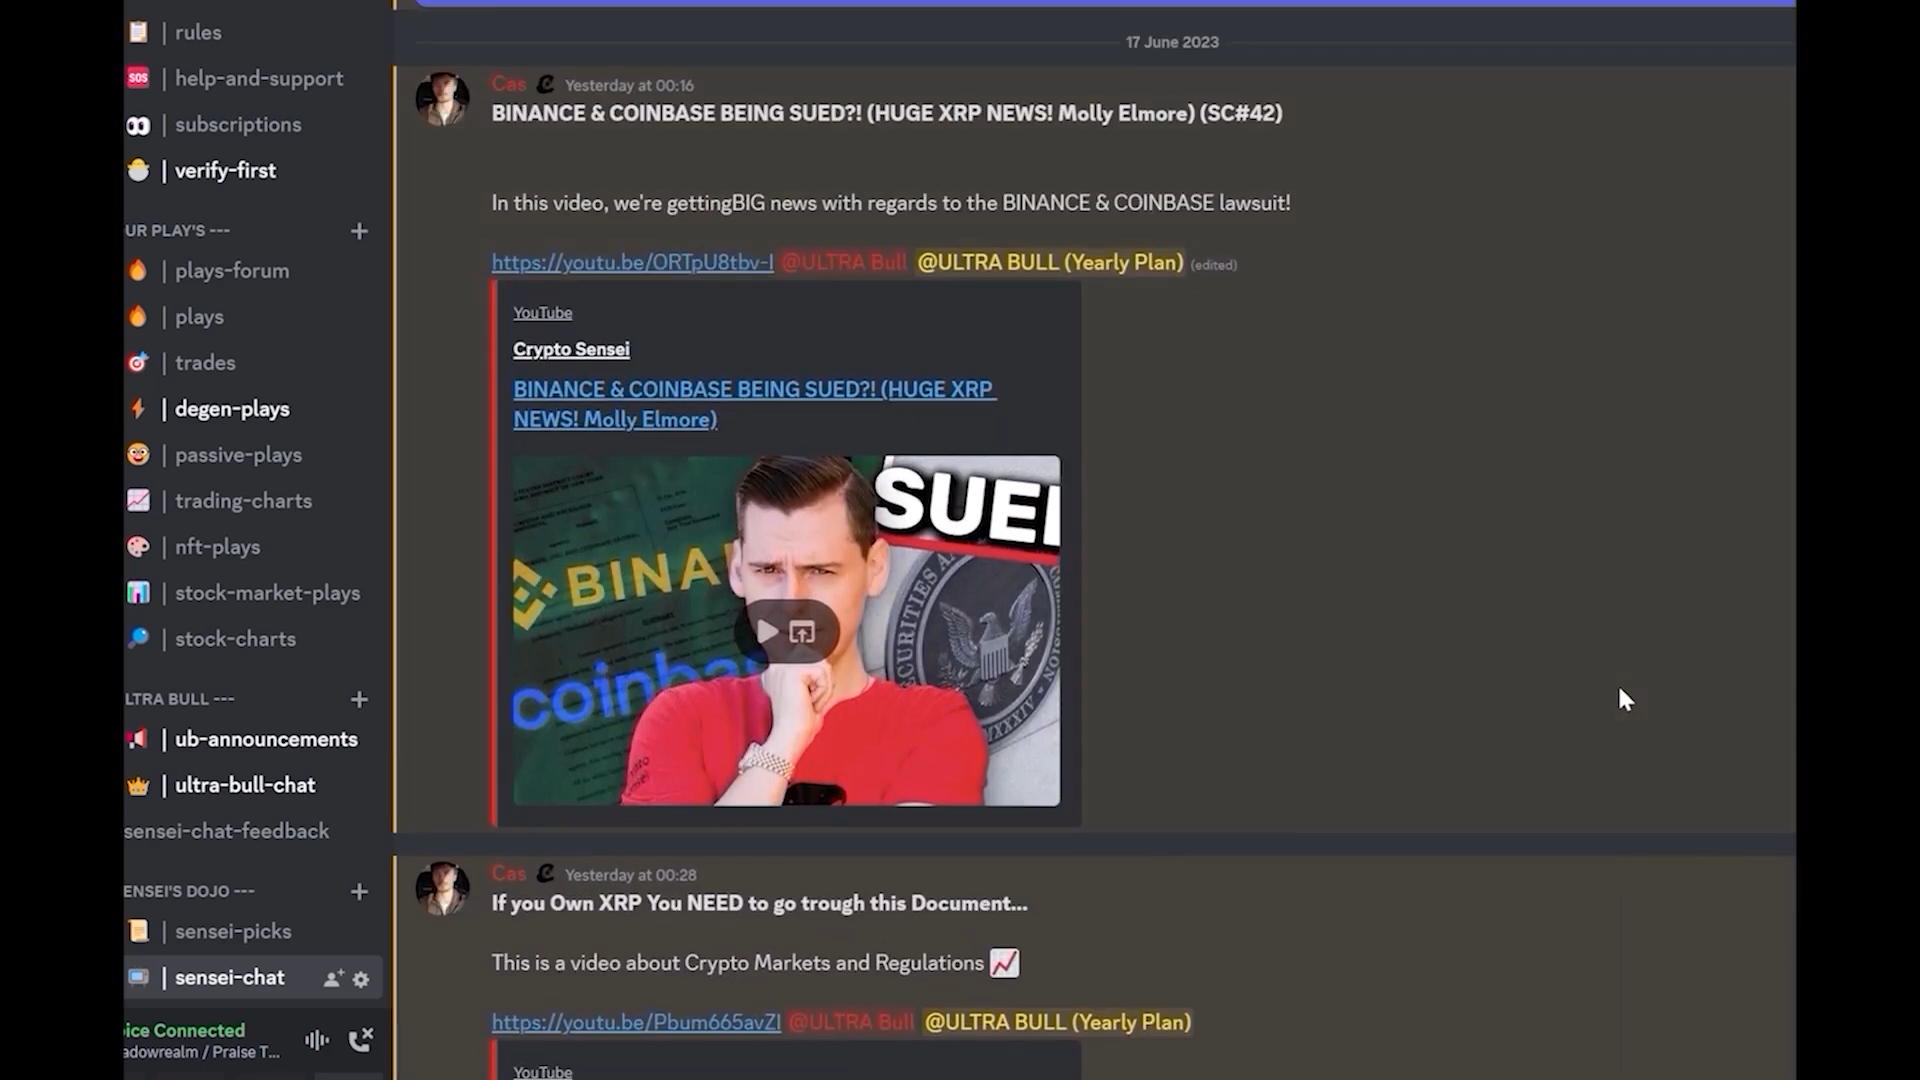 rules
help-and-support
subscriptions
verify-first
UR PLAY'S ---
plays-forum
plays
trades
degen-plays
passive-plays
trading-charts
nft-plays
stock-market-plays
stock-charts
LTRA BULL ---
ub-announcements
ultra-bull-chat
sensei-chat-feedback
ENSEI'S DOJO ---
sensei-picks
sensei-chat
oice Connected
adowrealm / Praise T...
17 June 2023
Cas Yesterday at 00:16
BINANCE & COINBASE BEING SUED?! (HUGE XRP NEWS! Molly Elmore) (SC#42)
In this video, we're gettingBIG news with regards to the BINANCE & COINBASE lawsuit!
https://youtu.be/ORTpU8tbv-I @ULTRA Bull @ULTRA BULL (Yearly Plan) (edited)
YouTube
Crypto Sensei
BINANCE & COINBASE BEING SUED?! (HUGE XRP
NEWS! Molly Elmore)
SUE
BINA
coinba
Cas Yesterday at 00:28
If you Own XRP You NEED to go trough this Document...
This is a video about Crypto Markets and Regulations
https://youtu.be/Pbum665avZI @ULTRA Bull @ULTRA BULL (Yearly Plan)
YouTube